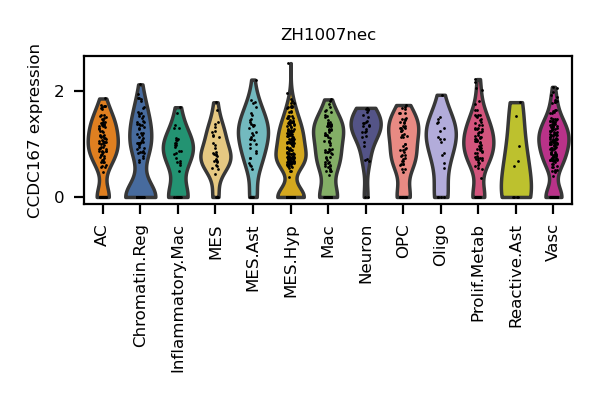 ZH1007nec
CCDC167 expression
2
0
AC
Chromatin.Reg
Inflammatory.Mac
MES
MES.Ast
MES.Hyp
Mac
Neuron
OPC
Oligo
Prolif.Metab
Reactive.Ast
Vasc